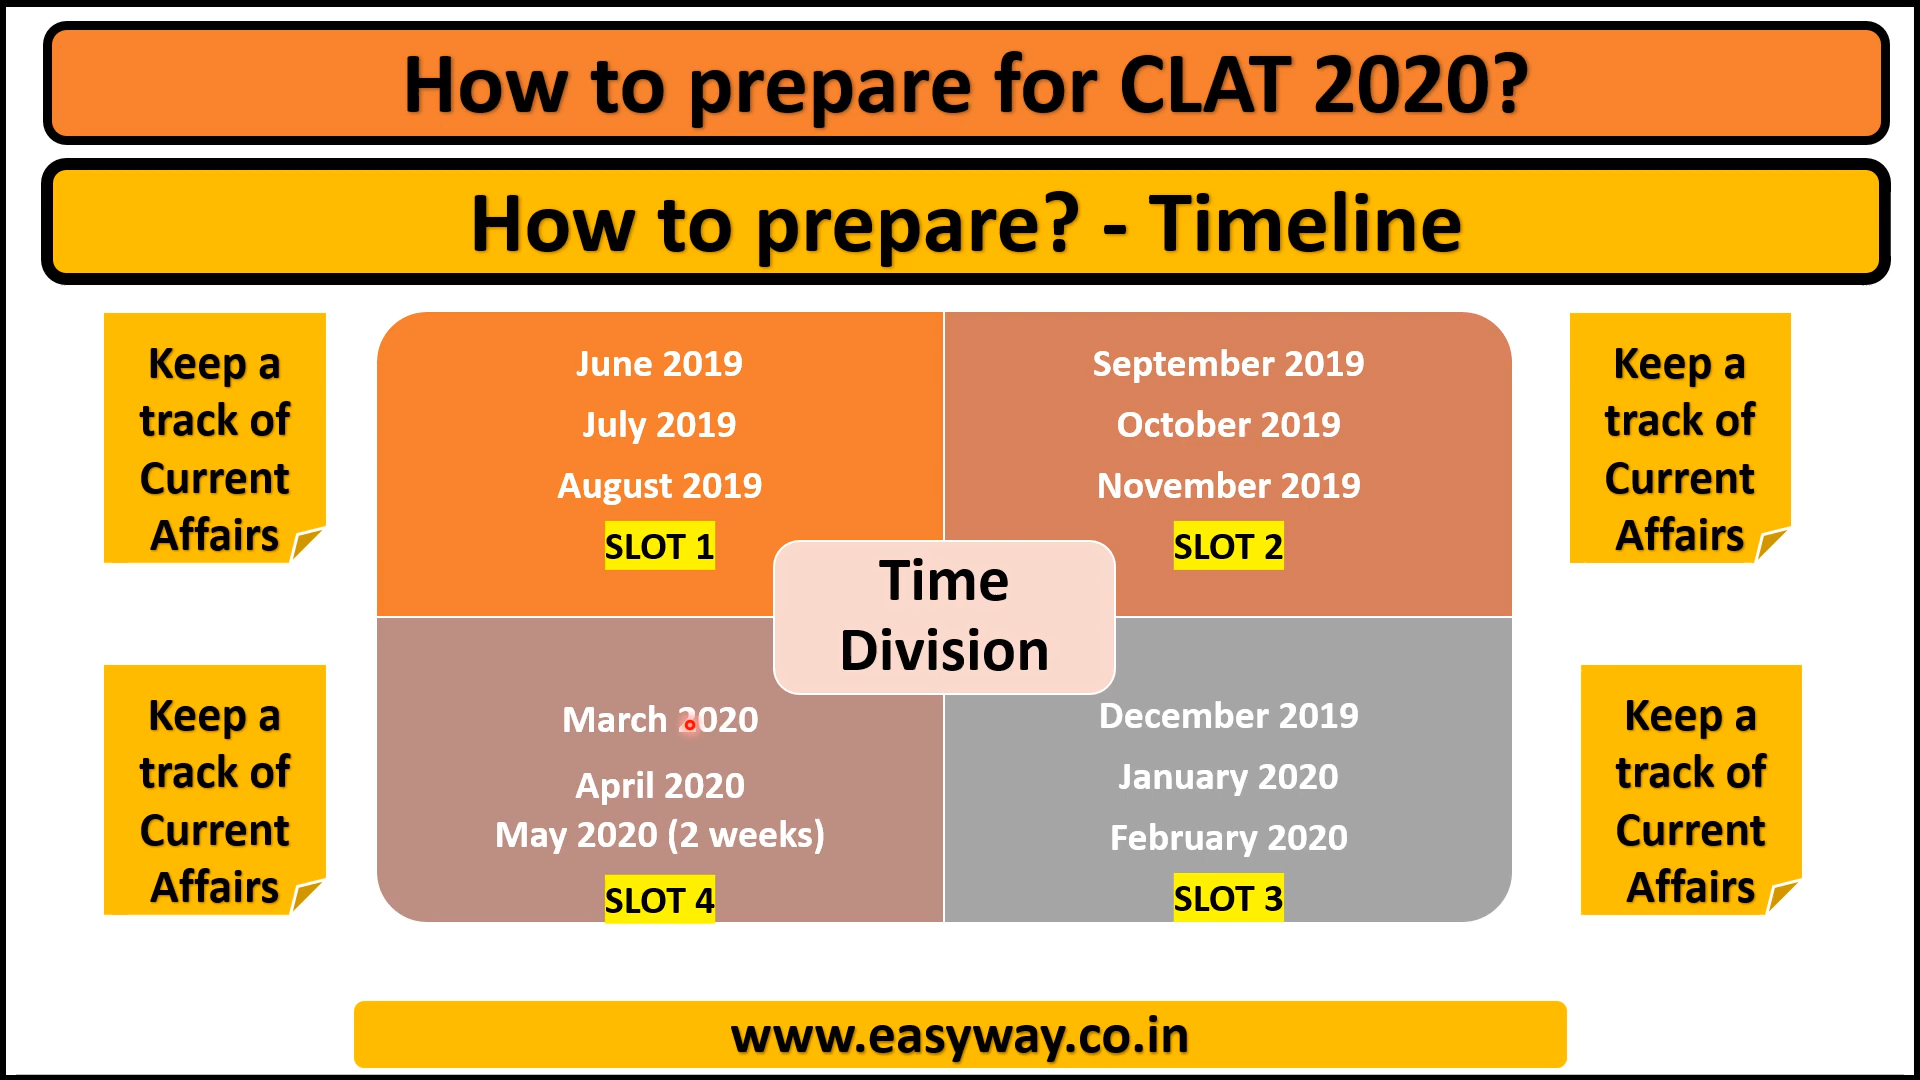 How to prepare for CLAT 2020?
How to prepare? - Timeline
Keep a
track of
Current
Affairs
June 2019
July 2019
August 2019
SLOT 1
September 2019
October 2019
November 2019
SLOT 2
Keep a
track of
Current
Affairs
Time
Division
Keep a
track of
Current
Affairs
March 2020
April 2020
May 2020 (2 weeks)
SLOT 4
December 2019
January 2020
February 2020
SLOT 3
Keep a
track of
Current
Affairs
www.easyway.co.in